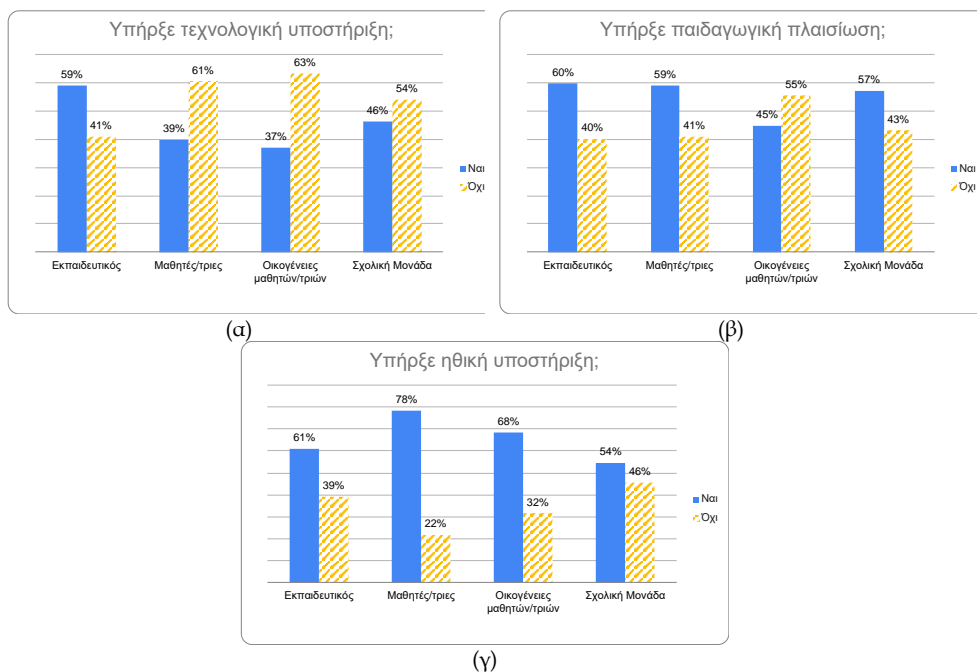 Υπήρξε τεχνολογική υποστήριξη;
59%
41%
39%
61%
37%
63%
46%
54%
Ναι
Όχι
Εκπαιδευτικός
Μαθητές/τριες
Οικογένειες
μαθητών/τριών
Σχολική Μονάδα
(α)
Υπήρξε παιδαγωγική πλαισίωση;
60%
40%
59%
41%
45%
55%
57%
43%
Ναι
Όχι
Εκπαιδευτικός
Μαθητές/τριες
Οικογένειες
μαθητών/τριών
Σχολική Μονάδα
(β)
Υπήρξε ηθική υποστήριξη;
61%
39%
78%
22%
68%
32%
54%
46%
Ναι
Όχι
Εκπαιδευτικός
Μαθητές/τριες
Οικογένειες
μαθητών/τριών
Σχολική Μονάδα
(γ)